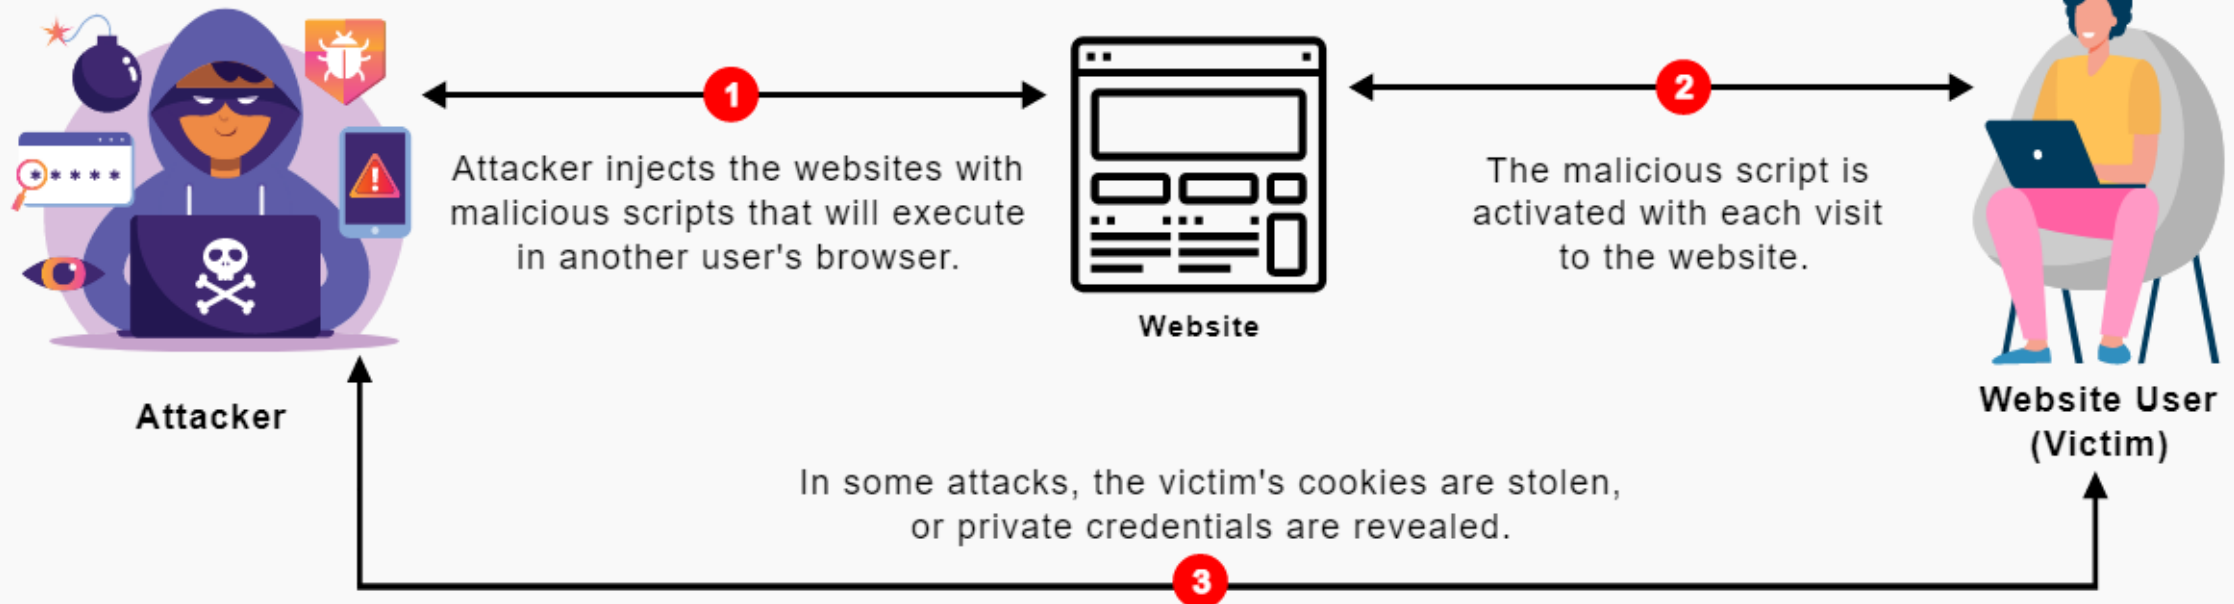 1
Attacker injects the websites with
malicious scripts that will execute
in another user's browser.
2
The malicious script is
activated with each visit
to the website.
* * * * *
!
Website
Attacker
Website User
(Victim)
In some attacks, the victim's cookies are stolen,
or private credentials are revealed.
3